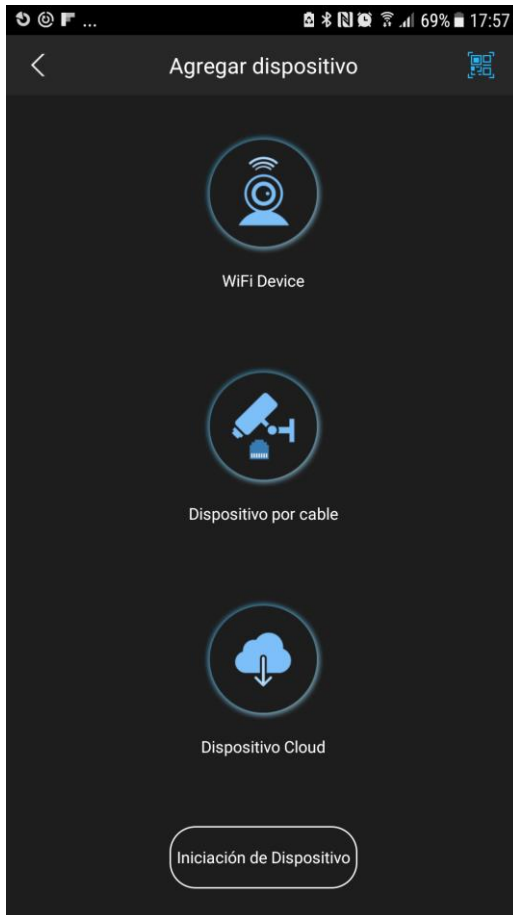 ... 69% 17:57
Agregar dispositivo
WiFi Device
Dispositivo por cable
Dispositivo Cloud
Iniciación de Dispositivo